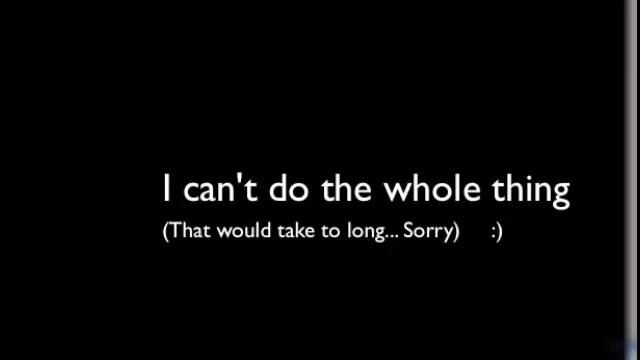 I can't do the whole thing
(That would take to long... Sorry) :)